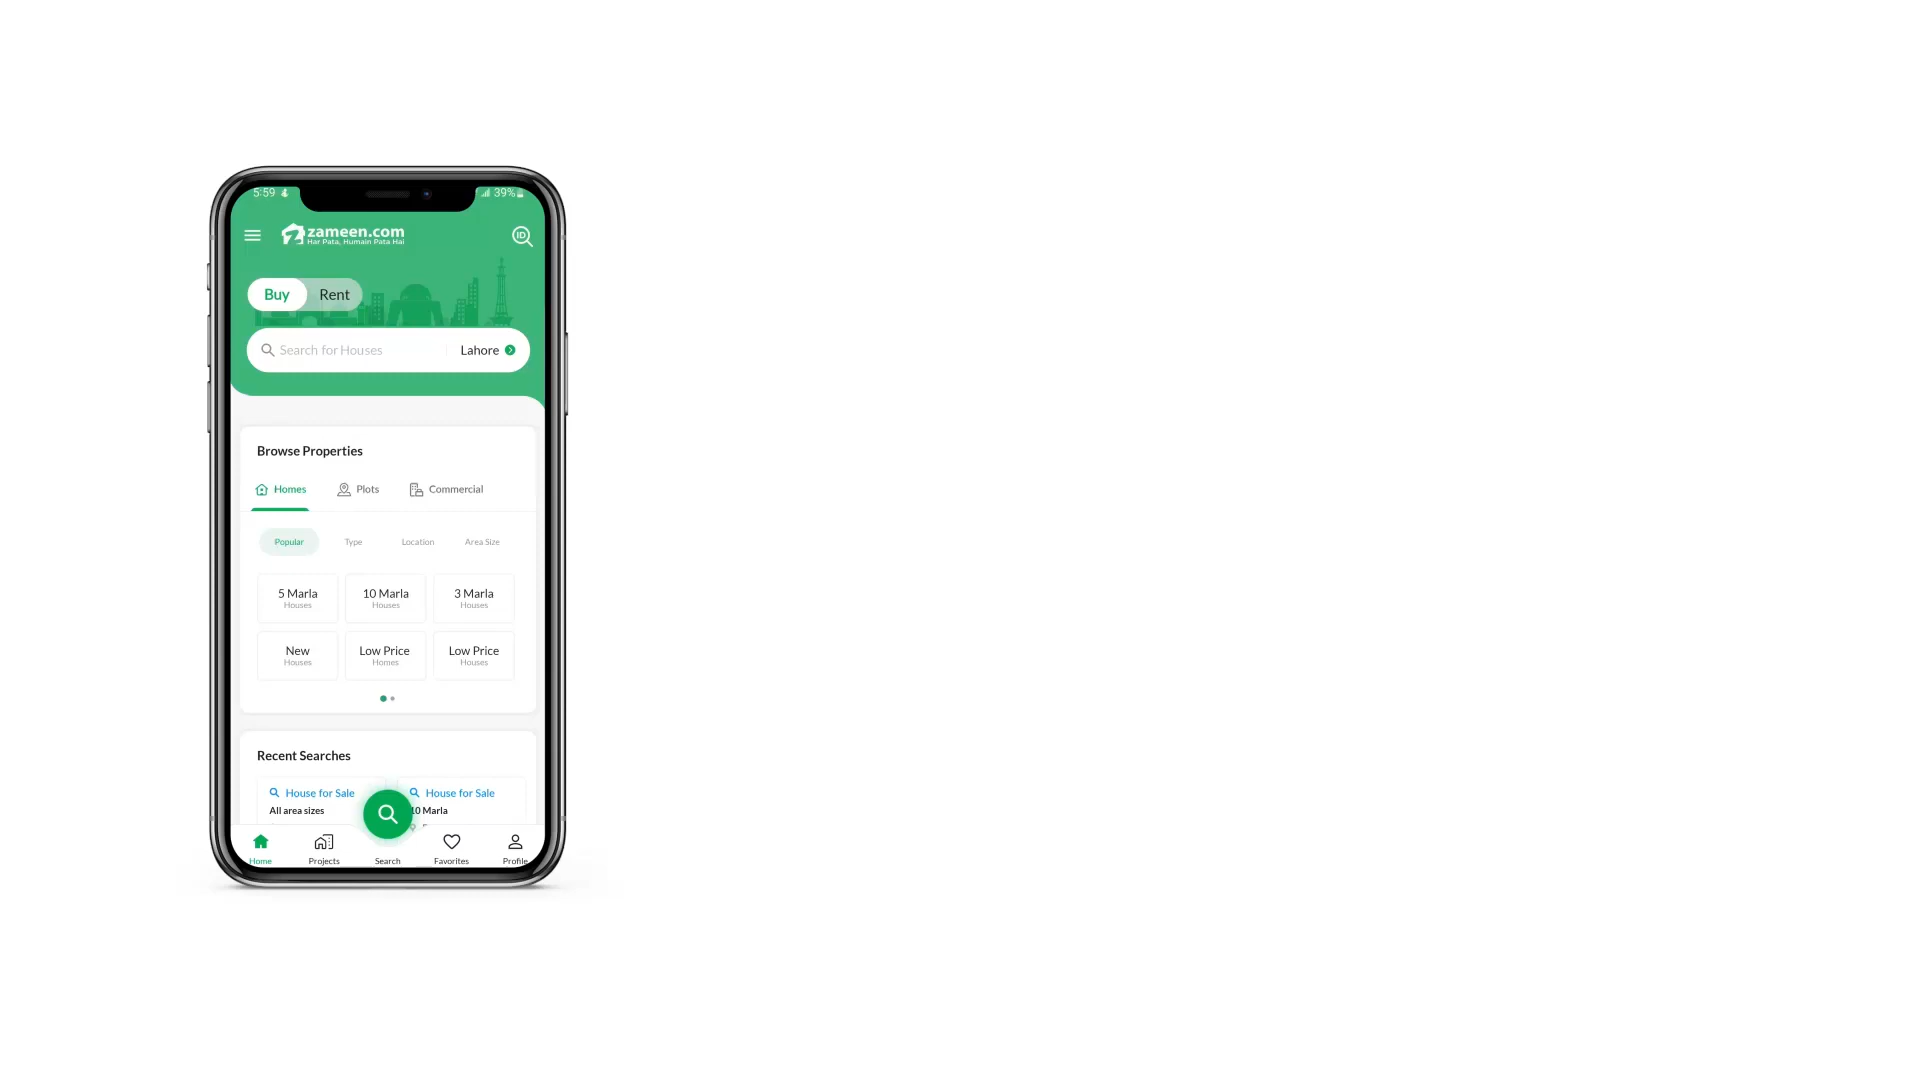 5:59
39%
zameen.com
Har Pata, Humain Pata Hai
ID
Buy Rent
Search for Houses Lahore
Browse Properties
Homes Plots Commercial
Popular Type Location Area Size
5 Marla 10 Marla 3 Marla
Houses Houses Houses
New Low Price Low Price
Houses Homes Houses
Recent Searches
House for Sale House for Sale
All area sizes 10 Marla
Home Projects Search Favorites Profile